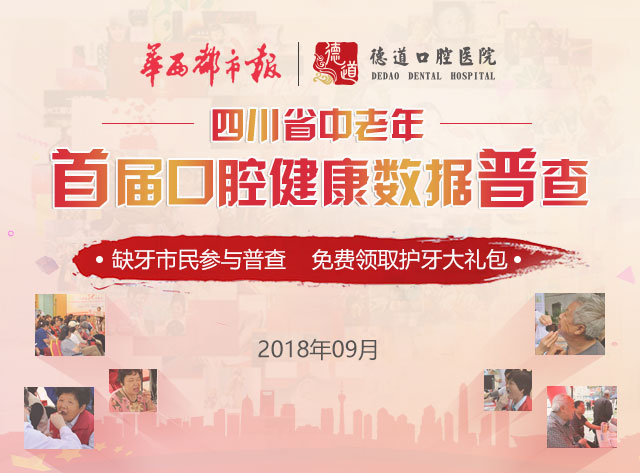 华西都市报
德道
德道口腔医院
DEDAO DENTAL HOSPITAL
四川省中老年
首届口腔健康数据普查
• 缺牙市民参与普查 免费领取护牙大礼包 •
2018年09月